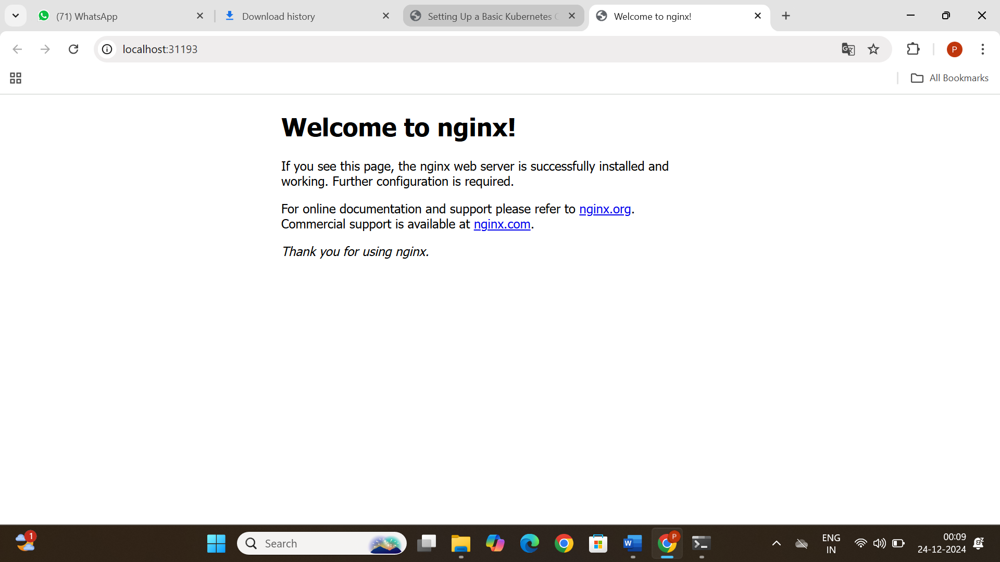 (71) WhatsApp
Download history
Setting Up a Basic Kubernetes
Welcome to nginx!
localhost:31193
All Bookmarks
Welcome to nginx!
If you see this page, the nginx web server is successfully installed and
working. Further configuration is required.
For online documentation and support please refer to nginx.org.
Commercial support is available at nginx.com.
Thank you for using nginx.
1
Search
ENG
IN
00:09
24-12-2024
P
P
W